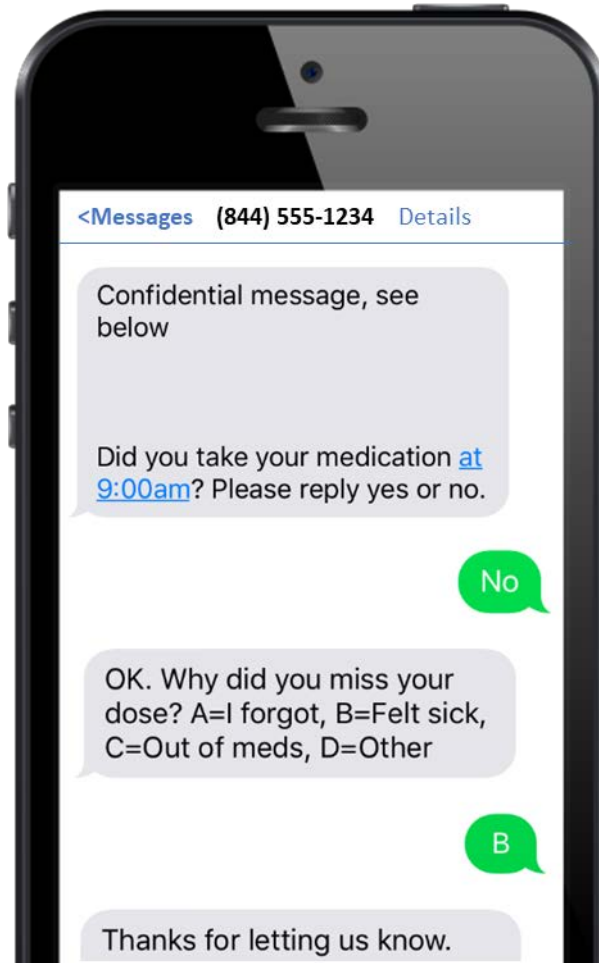 <Messages (844) 555-1234 Details
Confidential message, see
below
Did you take your medication at
9:00am? Please reply yes or no.
No
OK. Why did you miss your
dose? A=I forgot, B=Felt sick,
C=Out of meds, D=Other
B
Thanks for letting us know.